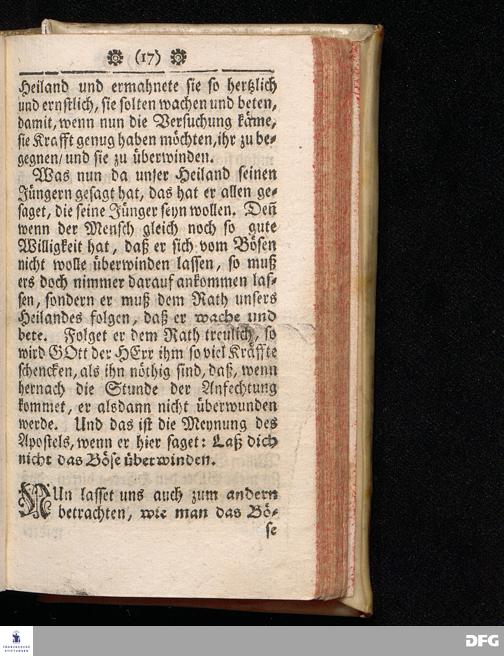 (17)
Heiland und ermahnete sie so hertzlich
und ernstlich, sie solten wachen und beten,
damit, wenn nun die Versuchung käme,
sie Krafft genug haben möchten, ihr zu be-
gegnen/ und sie zu überwinden.
Was nun da unser Heiland seinen
Jüngern gesagt hat, das hat er allen ge-
saget, die seine Jünger seyn wollen. Deñ
wenn der Mensch gleich noch so gute
Willigkeit hat, daß er sich vom Bösen
nicht wolle überwinden lassen, so muß
ers doch nimmer darauf ankommen las-
sen, sondern er muß dem Rath unsers
Heilandes folgen, daß er wache und
bete. Folget er dem Rath treulich, so
wird GOtt der HErr ihm so viel Kräffte
schencken, als ihn nöthig sind, daß, wenn
hernach die Stunde der Anfechtung
kommet, er alsdann nicht überwunden
werde. Und das ist die Meynung des
Apostels, wenn er hier saget: Laß dich
nicht das Böse überwinden.
NUn lasset uns auch zum andern
betrachten, wie man das Bö-
se
FRANCKESCHE
STIFTUNGEN
DFG